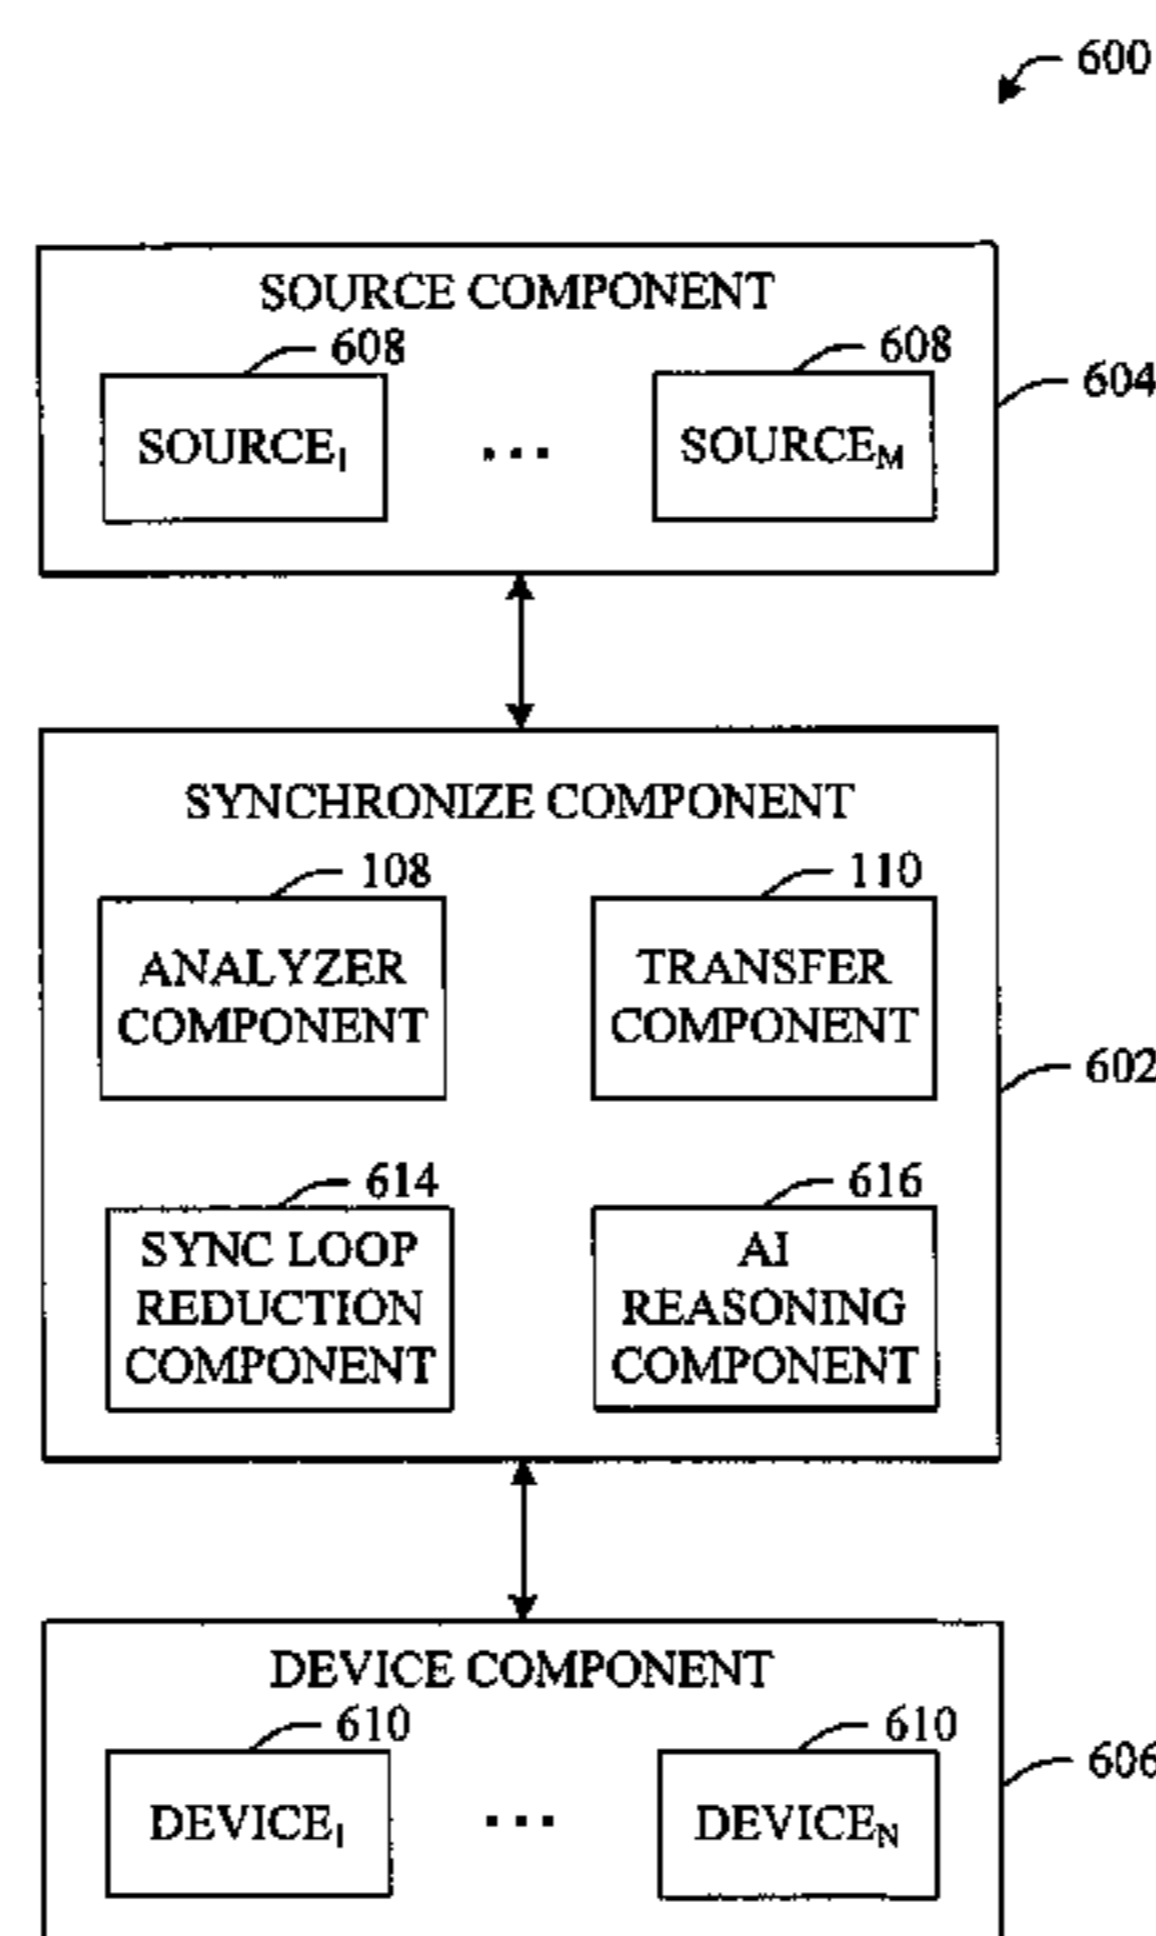 600
SOURCE COMPONENT
608
608
604
SOURCE₁
...
SOURCEM
SYNCHRONIZE COMPONENT
108
110
ANALYZER
COMPONENT
TRANSFER
COMPONENT
602
614
616
SYNC LOOP
REDUCTION
COMPONENT
AI
REASONING
COMPONENT
DEVICE COMPONENT
610
610
606
DEVICE₁
...
DEVICEN